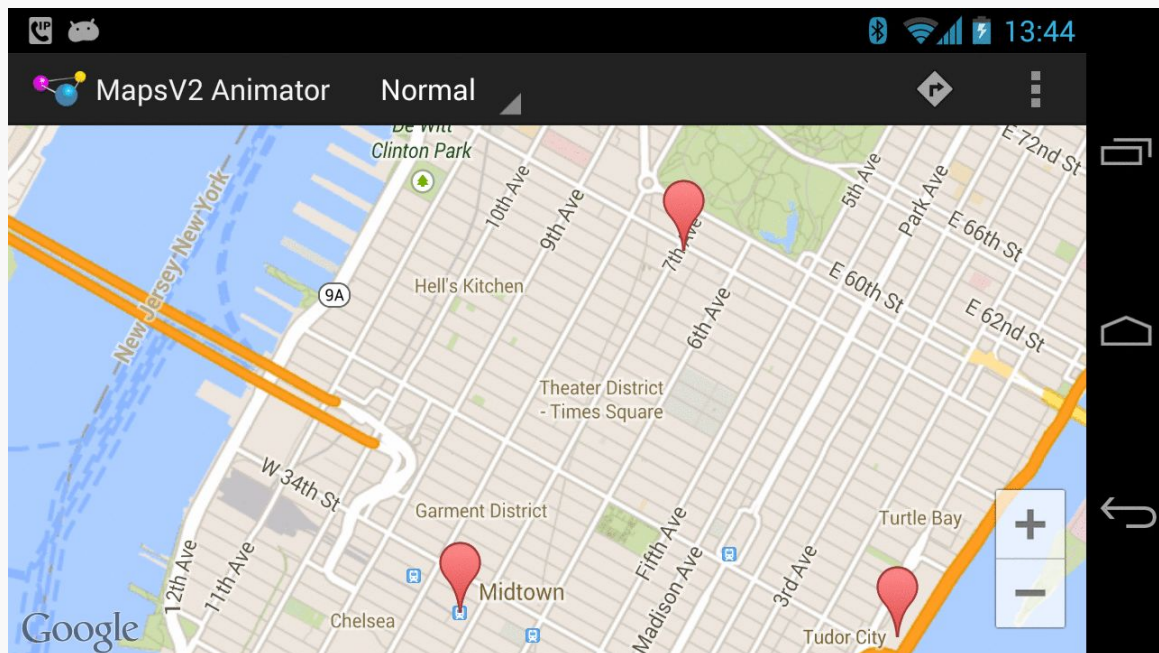 IP
13:44
MapsV2 Animator
Normal
De Witt
Clinton Park
E 72nd St
10th Ave
9th Ave
7th Ave
5th Ave
Park Ave
E 66th St
New Jersey
New York
9A
Hell's Kitchen
6th Ave
E 60th St
E 62nd St
Theater District
- Times Square
W 34th St
Garment District
Turtle Bay
+
−
12th Ave
11th Ave
Midtown
Fifth Ave
Madison Ave
3rd Ave
Chelsea
Tudor City
Google